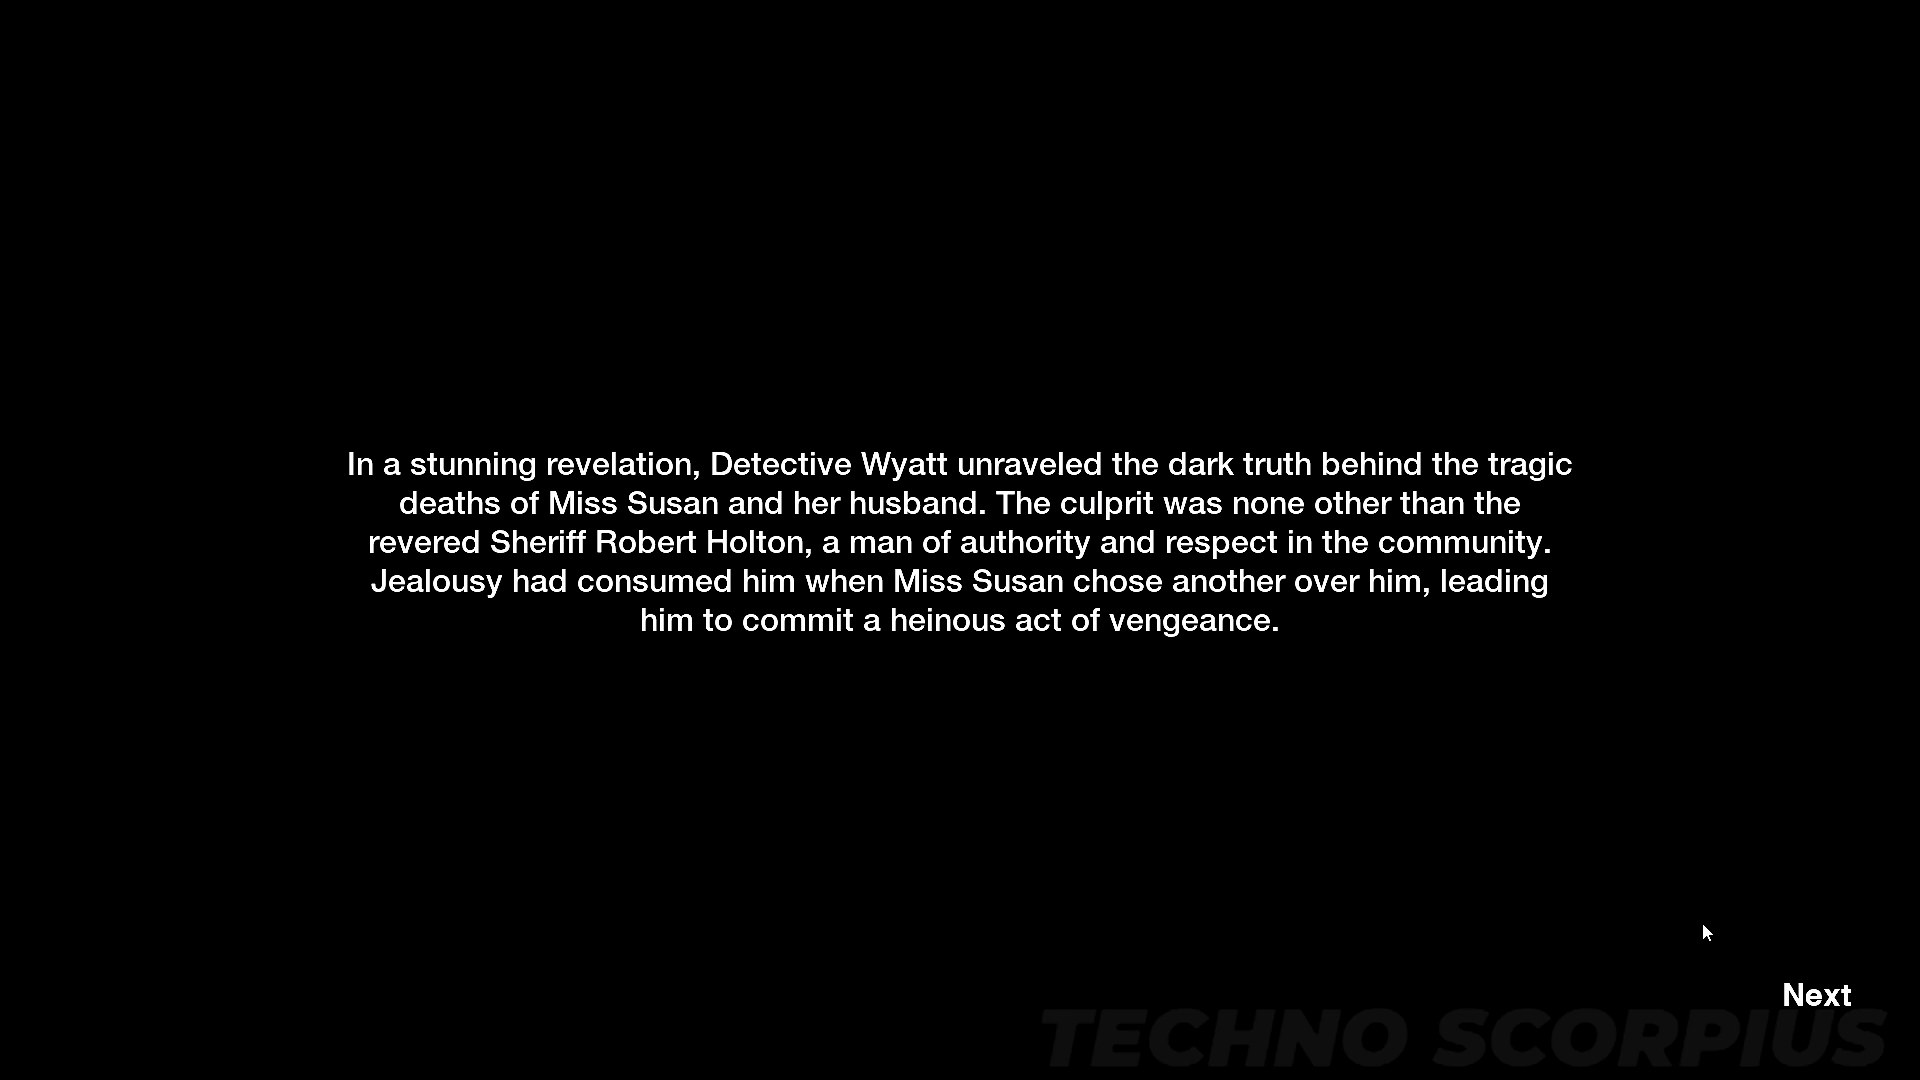 In a stunning revelation, Detective Wyatt unraveled the dark truth behind the tragic
deaths of Miss Susan and her husband. The culprit was none other than the
revered Sheriff Robert Holton, a man of authority and respect in the community.
Jealousy had consumed him when Miss Susan chose another over him, leading
him to commit a heinous act of vengeance.
Next
TECHNO SCORPIUS